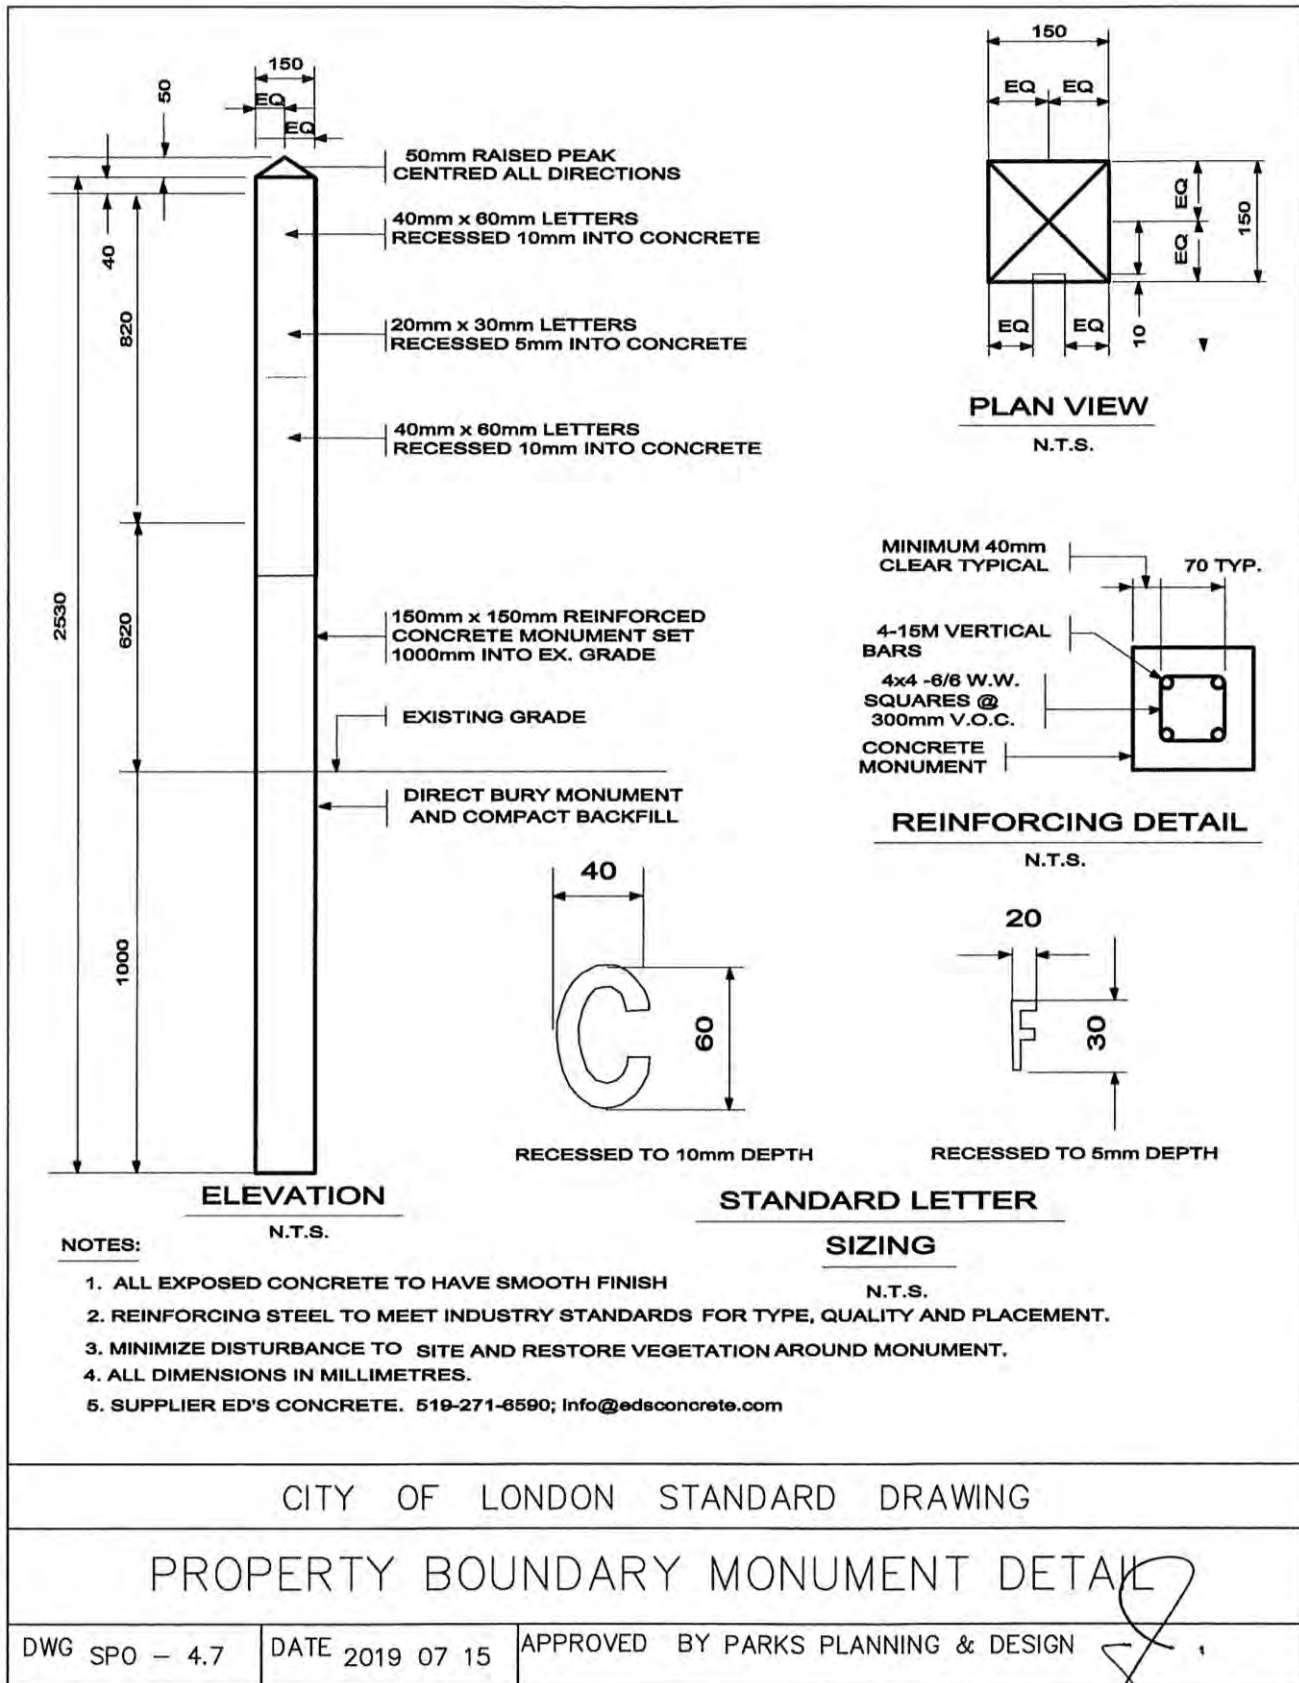 150
50
EQ
EQ
50mm RAISED PEAK
CENTRED ALL DIRECTIONS
40mm x 60mm LETTERS
RECESSED 10mm INTO CONCRETE
40
820
20mm x 30mm LETTERS
RECESSED 5mm INTO CONCRETE
40mm x 60mm LETTERS
RECESSED 10mm INTO CONCRETE
2530
620
150mm x 150mm REINFORCED
CONCRETE MONUMENT SET
1000mm INTO EX. GRADE
EXISTING GRADE
DIRECT BURY MONUMENT
AND COMPACT BACKFILL
1000
ELEVATION
N.T.S.
150
EQ EQ
EQ
150
EQ
EQ EQ
10
PLAN VIEW
N.T.S.
MINIMUM 40mm
CLEAR TYPICAL
70 TYP.
4-15M VERTICAL
BARS
4x4 -6/6 W.W.
SQUARES @
300mm V.O.C.
CONCRETE
MONUMENT
REINFORCING DETAIL
N.T.S.
40
60
RECESSED TO 10mm DEPTH
20
30
RECESSED TO 5mm DEPTH
STANDARD LETTER
SIZING
N.T.S.
C
F
NOTES:
1. ALL EXPOSED CONCRETE TO HAVE SMOOTH FINISH
2. REINFORCING STEEL TO MEET INDUSTRY STANDARDS FOR TYPE, QUALITY AND PLACEMENT.
3. MINIMIZE DISTURBANCE TO SITE AND RESTORE VEGETATION AROUND MONUMENT.
4. ALL DIMENSIONS IN MILLIMETRES.
5. SUPPLIER ED'S CONCRETE. 519-271-6590; info@edsconcrete.com
CITY OF LONDON STANDARD DRAWING
PROPERTY BOUNDARY MONUMENT DETAIL
DWG SPO - 4.7
DATE 2019 07 15
APPROVED BY PARKS PLANNING & DESIGN